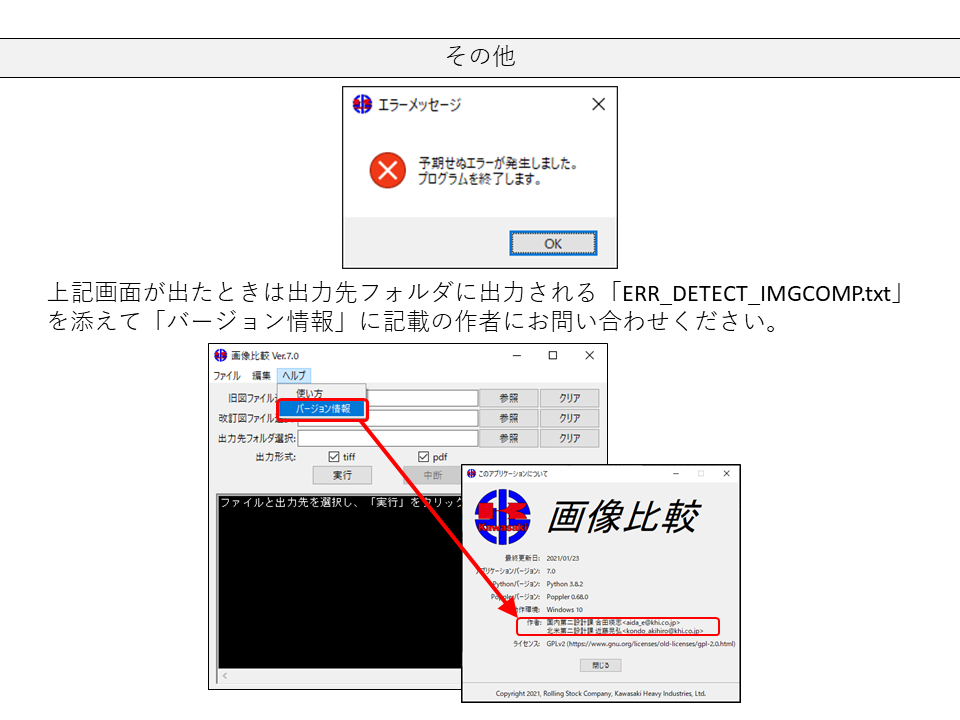 その他
エラーメッセージ
予期せぬエラーが発生しました。
プログラムを終了します。
OK
上記画面が出たときは出力先フォルダに出力される「ERR_DETECT_IMGCOMP.txt」
を添えて「バージョン情報」に記載の作者にお問い合わせください。
画像比較 Ver.7.0
ファイル 編集 ヘルプ
使い方
バージョン情報
旧図ファイル 参照 クリア
改訂図ファイル 参照 クリア
出力先フォルダ選択: 参照 クリア
出力形式: tiff pdf
実行 中断
ファイルと出力先を選択し、「実行」をクリック
このアプリケーションについて
Kawasaki
画像比較
最終更新日: 2021/01/23
アプリケーションバージョン: 7.0
Pythonバージョン: Python 3.8.2
Popplerバージョン: Poppler 0.68.0
作環境: Windows 10
作者: 国内第二設計課 合田暎志<aida_e@khi.co.jp>
北米第二設計課 近藤晃弘<kondo_akihiro@khi.co.jp>
ライセンス: GPLv2 (https://www.gnu.org/licenses/old-licenses/gpl-2.0.html)
閉じる
Copyright 2021, Rolling Stock Company, Kawasaki Heavy Industries, Ltd.